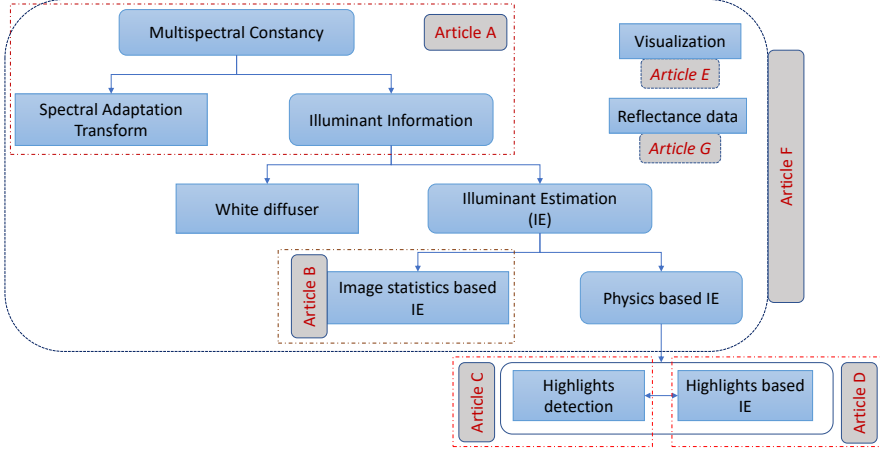 Multispectral Constancy
Article A
Visualization
Article E
Spectral Adaptation
Transform
Illuminant Information
Reflectance data
Article G
Article F
White diffuser
Illuminant Estimation
(IE)
Article B
Image statistics based
IE
Physics based IE
Article C
Highlights
detection
Highlights based
IE
Article D